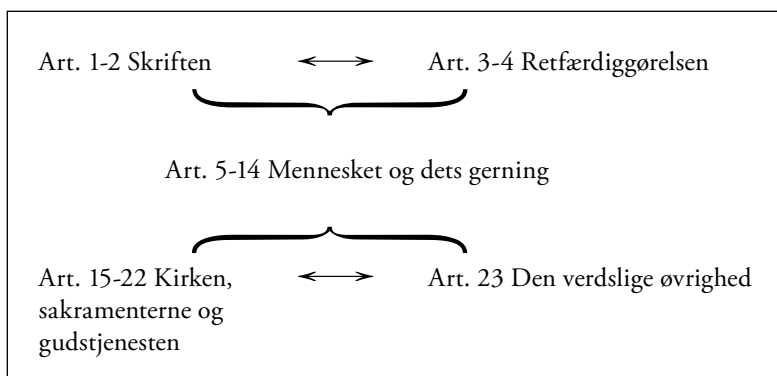 Art. 1-2 Skriften
Art. 3-4 Retfærdiggørelsen
Art. 5-14 Mennesket og dets gerning
Art. 15-22 Kirken,
sakramenterne og
gudstjenesten
Art. 23 Den verdslige øvrighed